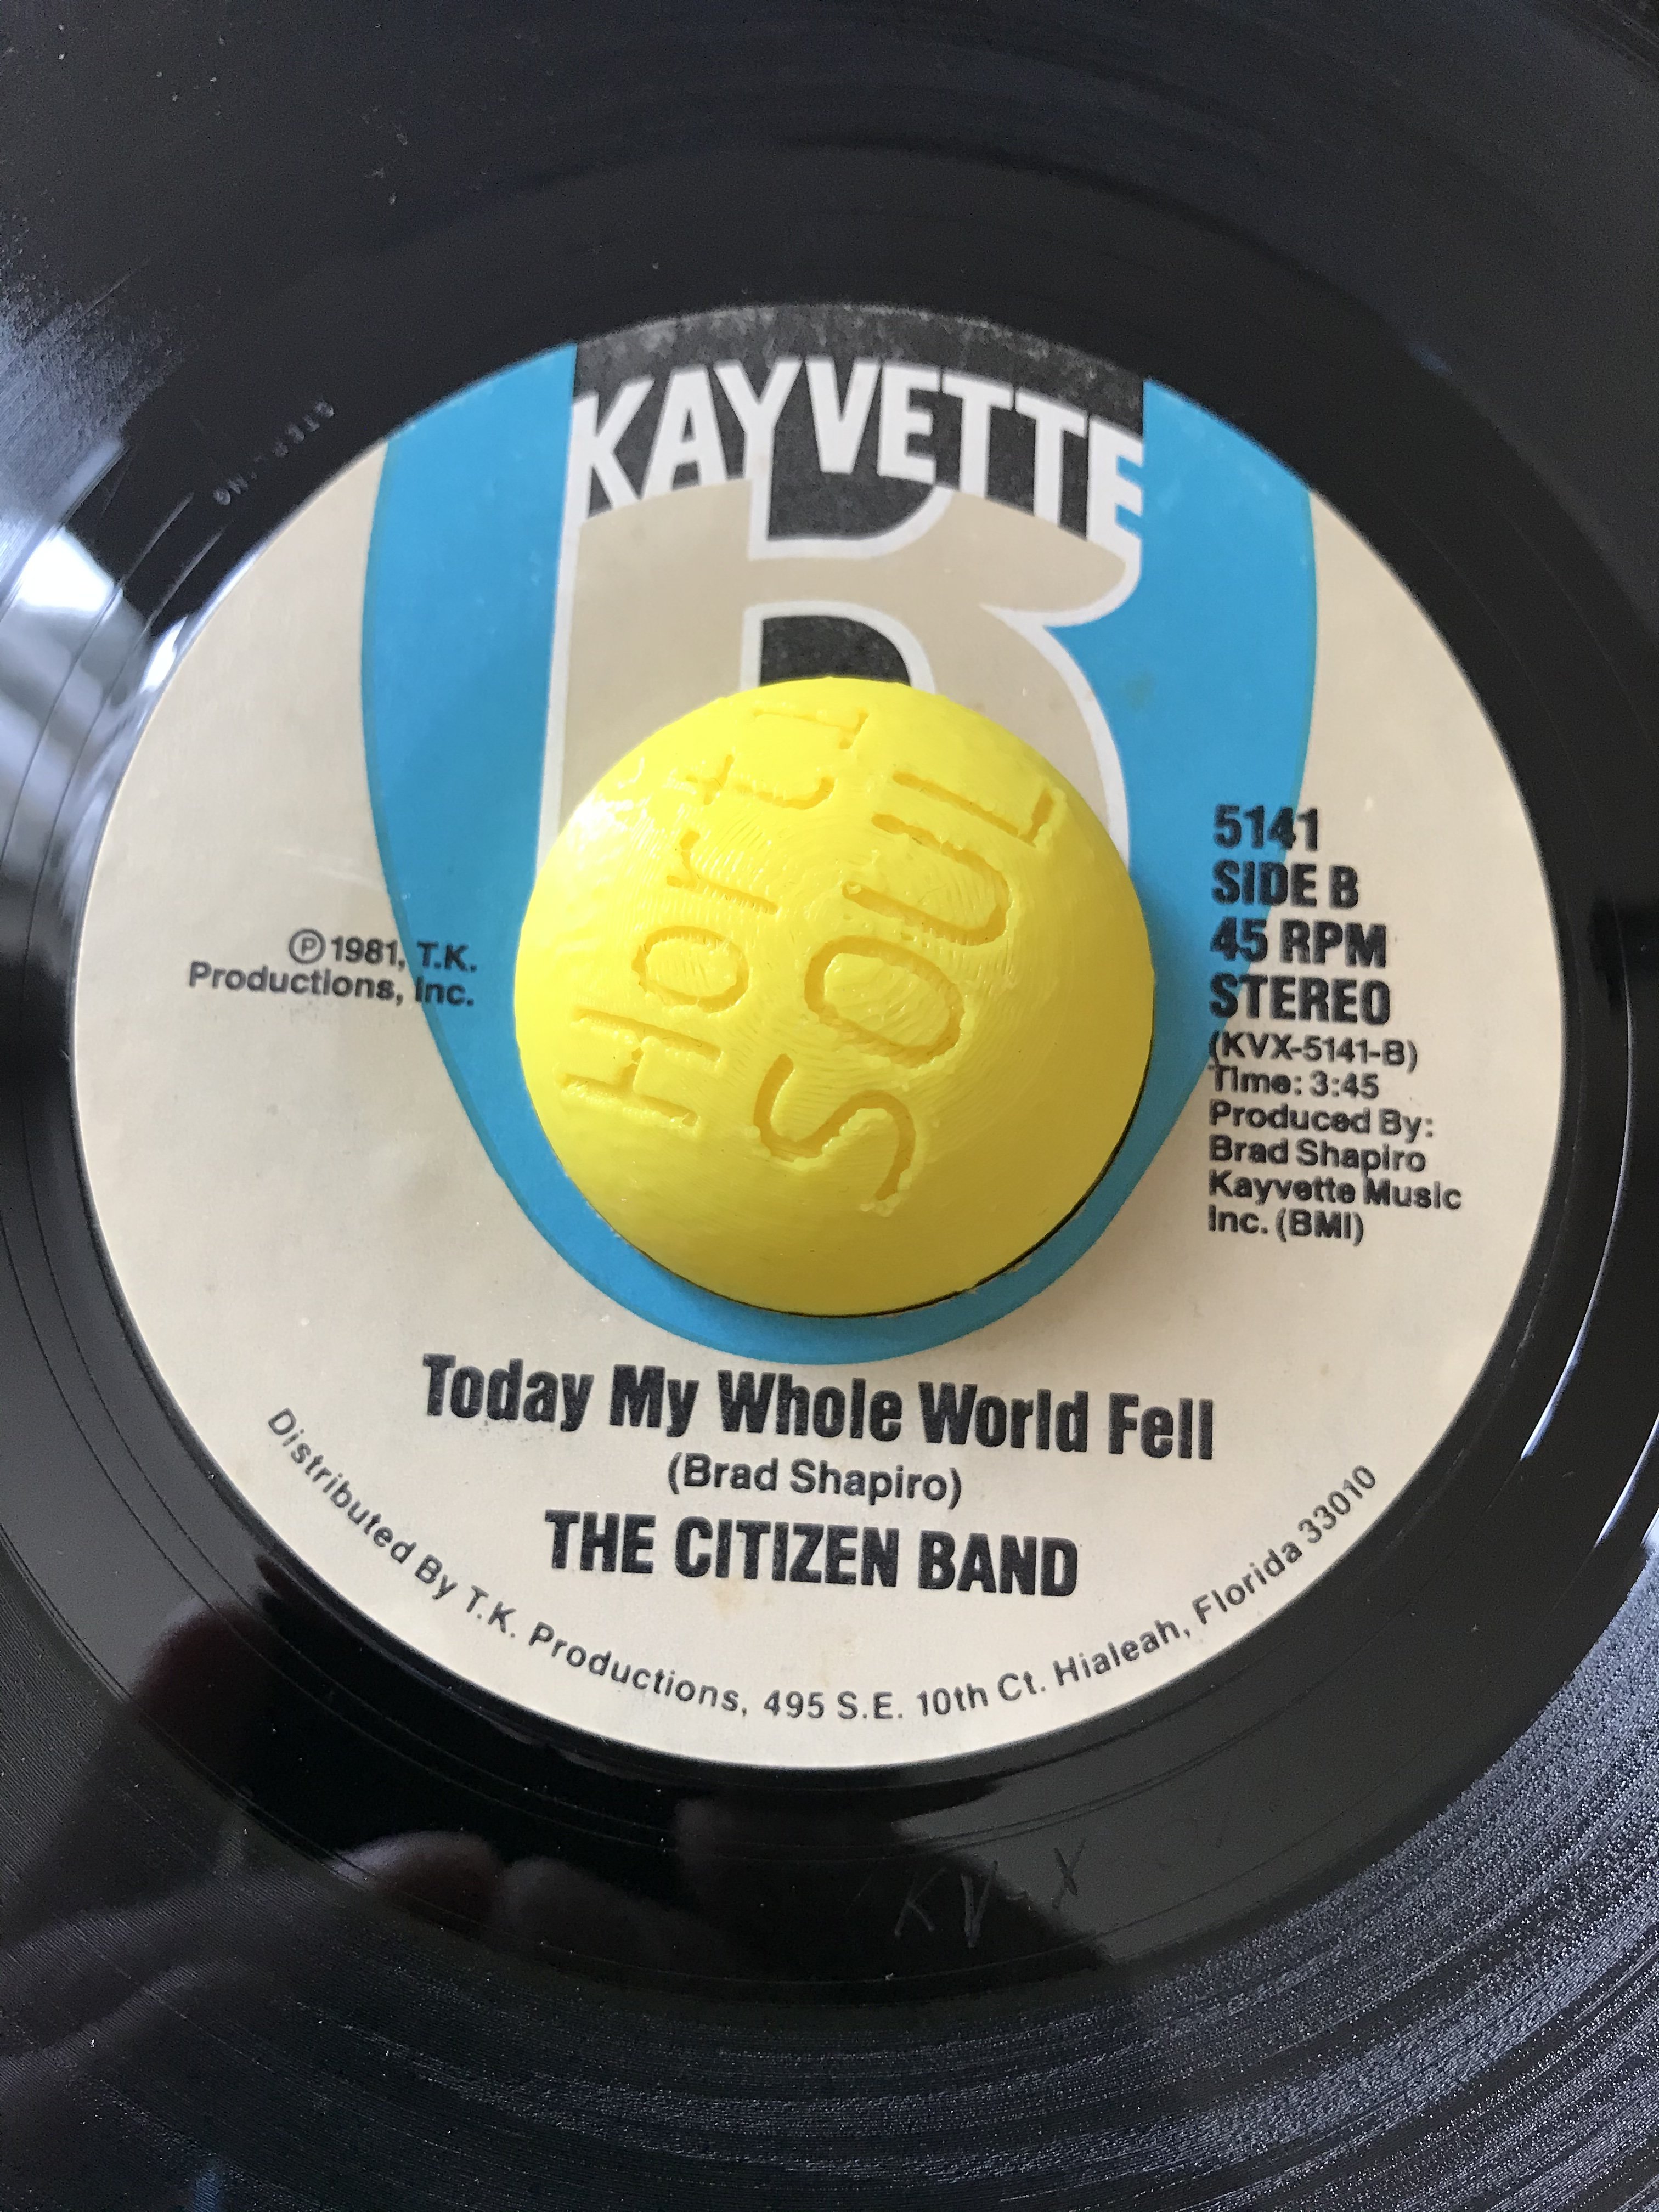 KAYVETTE
Horti
SOUL
℗ 1981, T.K.
Productions, Inc.
5141
SIDE B
45 RPM
STEREO
(KVX-5141-B)
Time: 3:45
Produced By:
Brad Shapiro
Kayvette Music
Inc. (BMI)
Today My Whole World Fell
(Brad Shapiro)
THE CITIZEN BAND
Distributed By T.K. Productions, 495 S.E. 10th Ct. Hialeah, Florida 33010